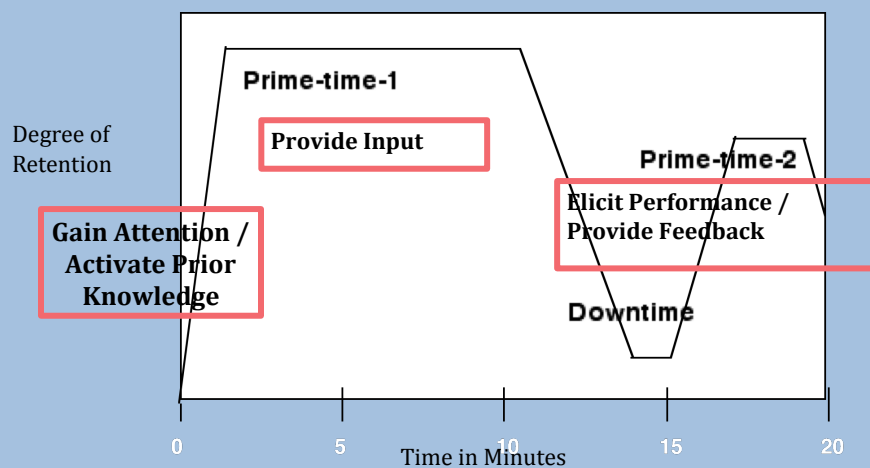 Prime-time-1
Degree of
Retention
Provide Input
Prime-time-2
Elicit Performance /
Provide Feedback
Gain Attention /
Activate Prior
Knowledge
Downtime
0 5 10 15 20
Time in Minutes